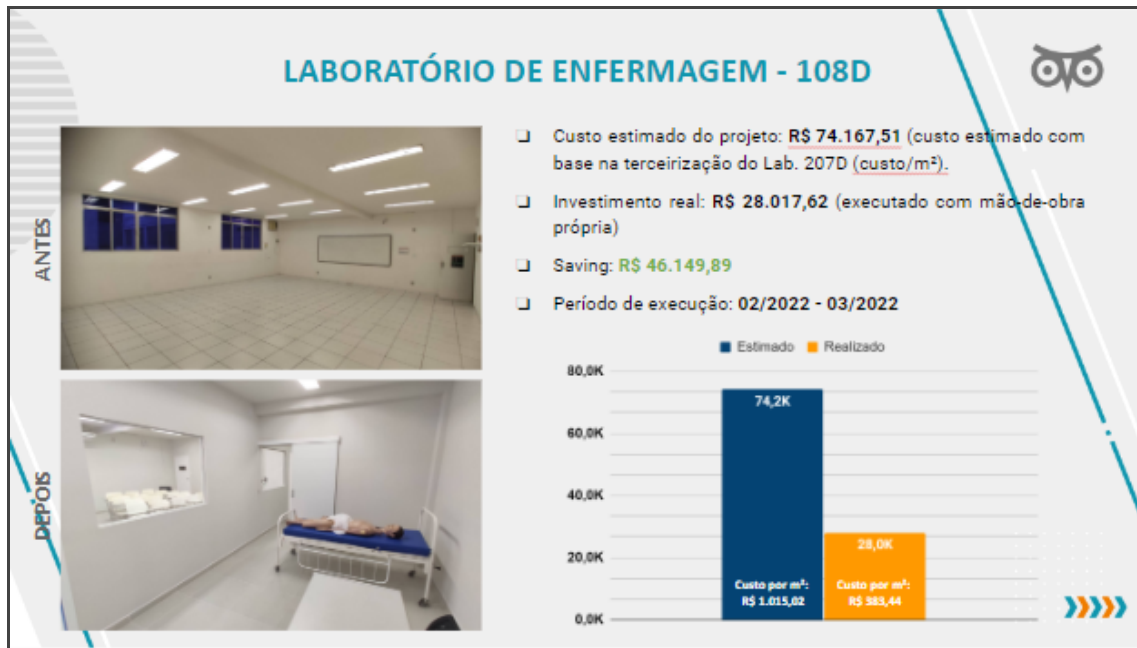 LABORATÓRIO DE ENFERMAGEM - 108D
ANTES
DEPOIS
Custo estimado do projeto: R$ 74.167,51 (custo estimado com
base na terceirização do Lab. 207D (custo/m²).
Investimento real: R$ 28.017,62 (executado com mão-de-obra
própria)
Saving: R$ 46.149,89
Período de execução: 02/2022 - 03/2022
Estimado Realizado
80,0K
60,0K
40,0K
20,0K
0,0K
74,2K
Custo por m²:
R$ 1.015,02
28,0K
Custo por m²:
R$ 383,44